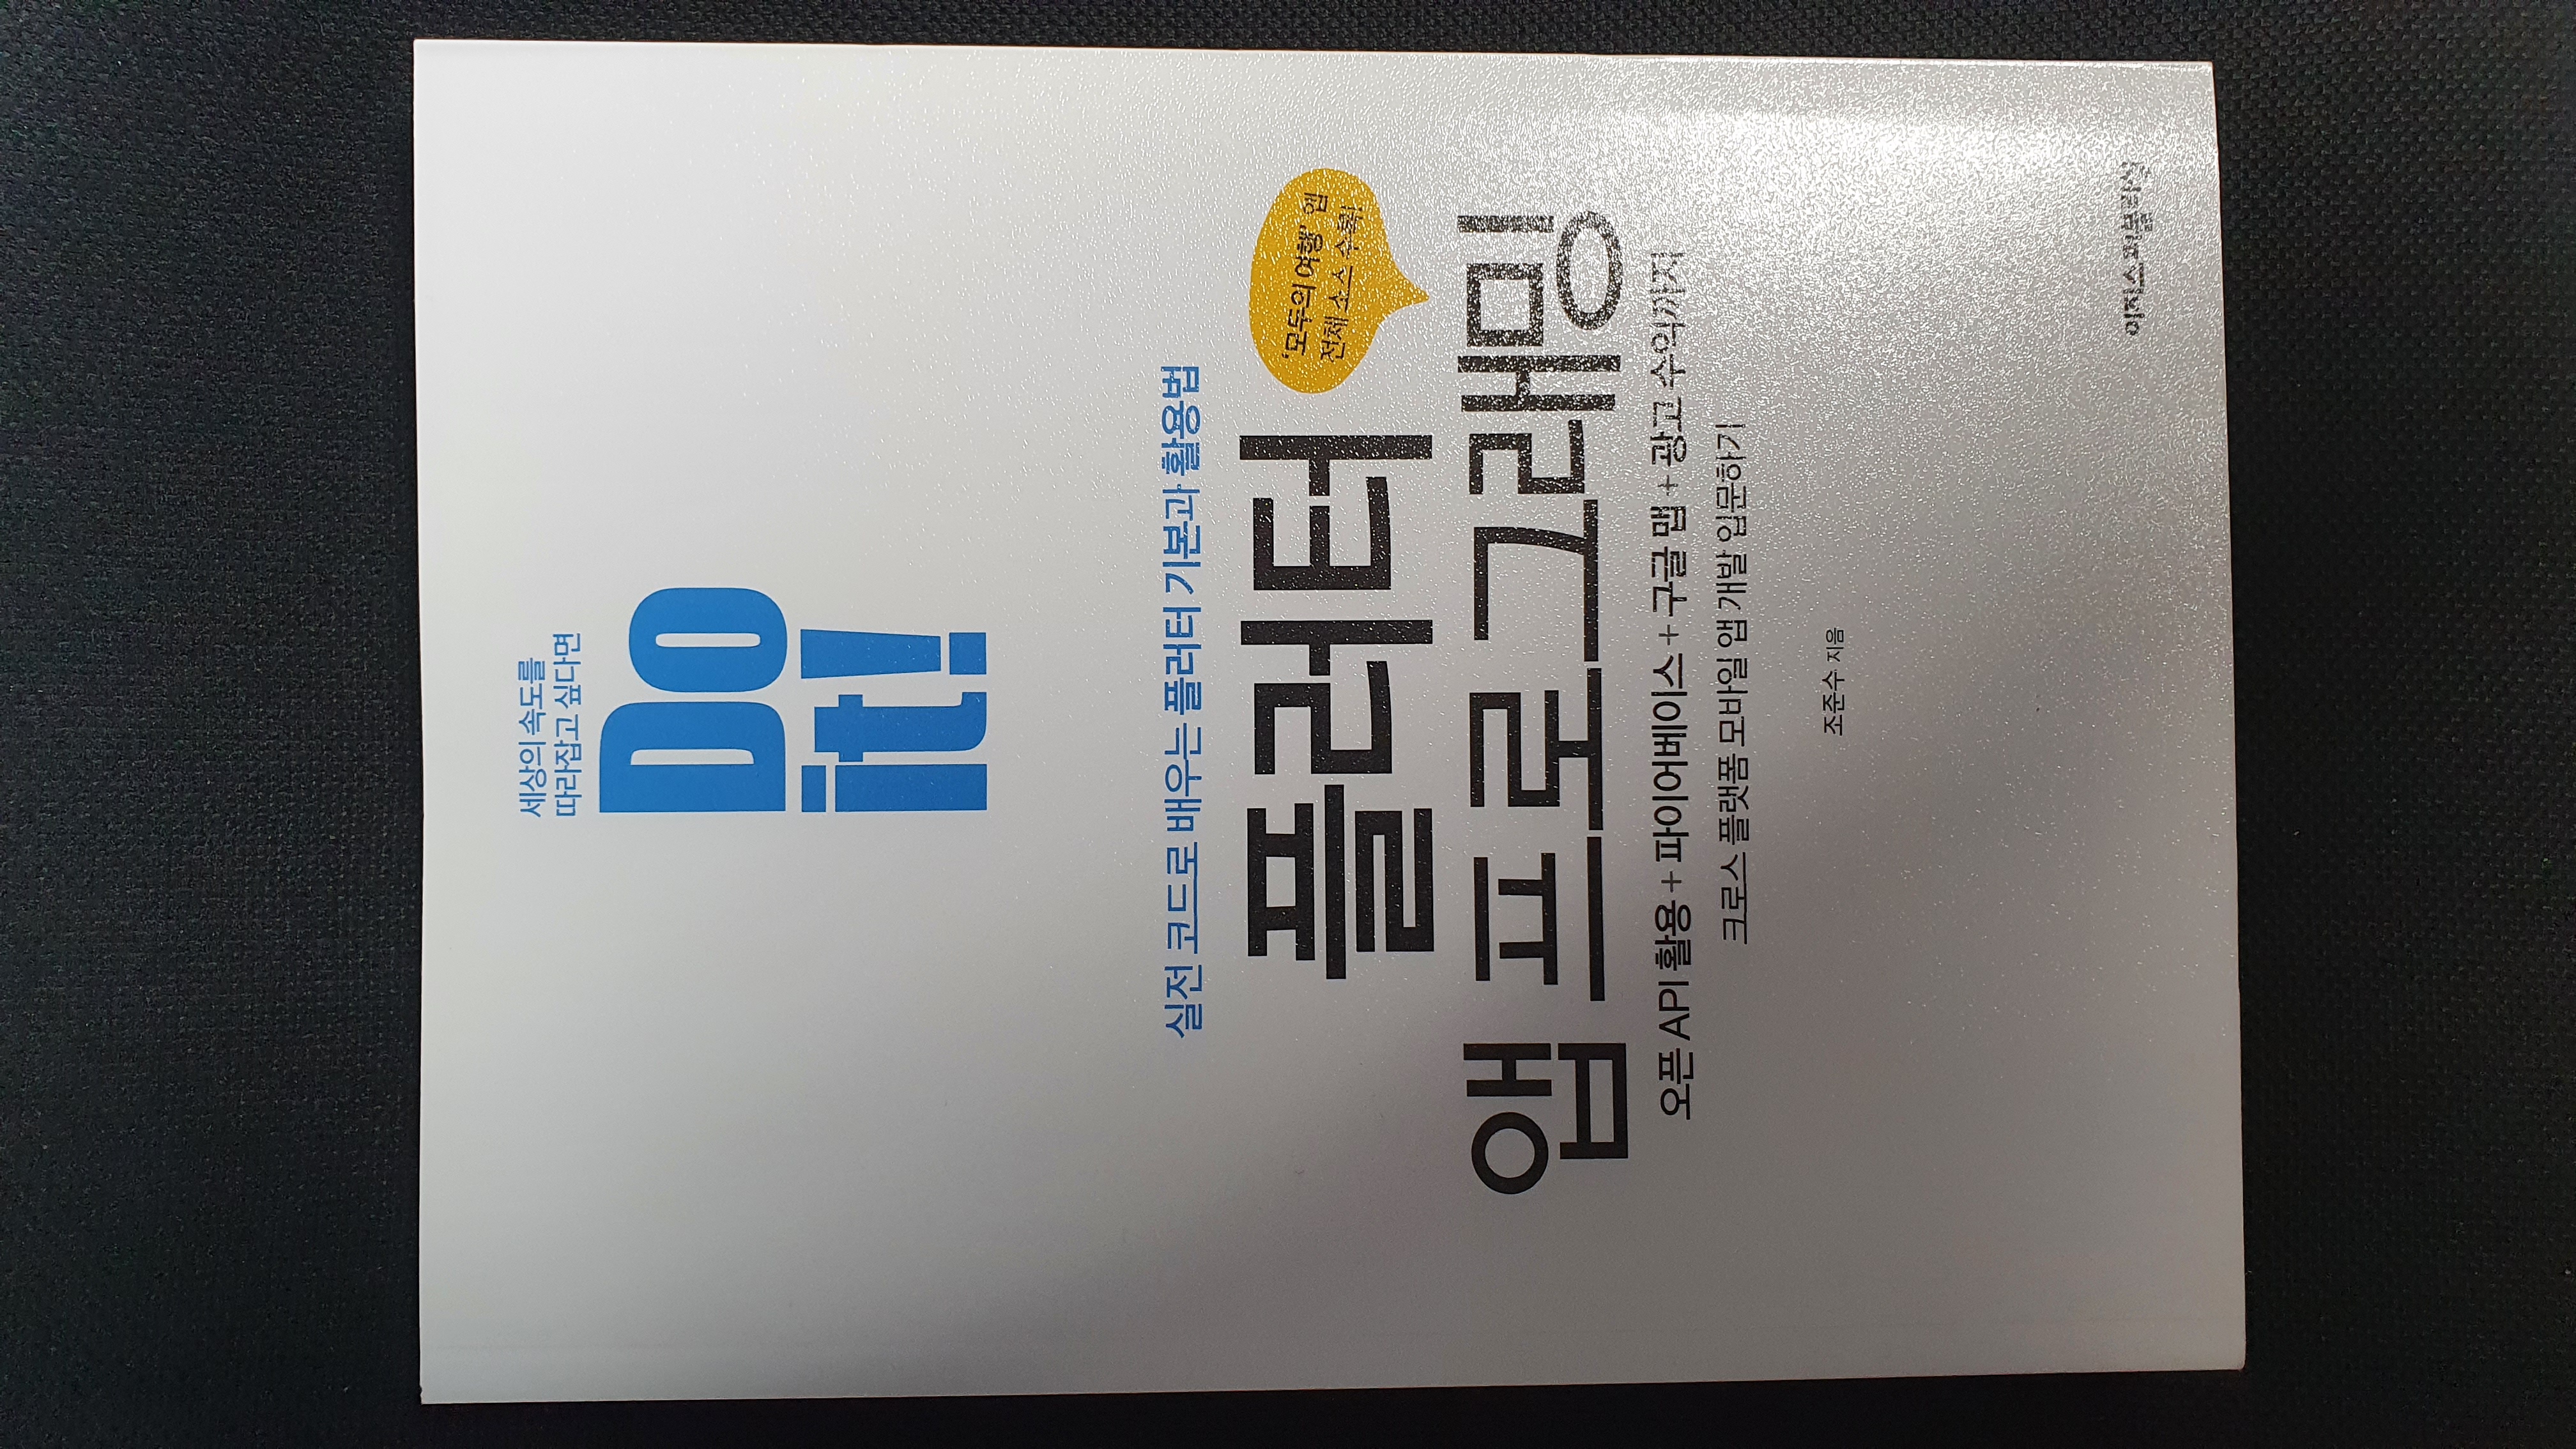 세상의 속도를
따라잡고 싶다면
Do
it!
실전 코드로 배우는 플러터 기본과 활용법
플러터
'모두의 여행' 앱
전체 소스 수록!
앱 프로그래밍
오픈 API 활용 + 파이어베이스 + 구글 맵 + 광고 수익까지
크로스 플랫폼 모바일 앱 개발 입문하기
조준수 지음
이지스퍼블리싱